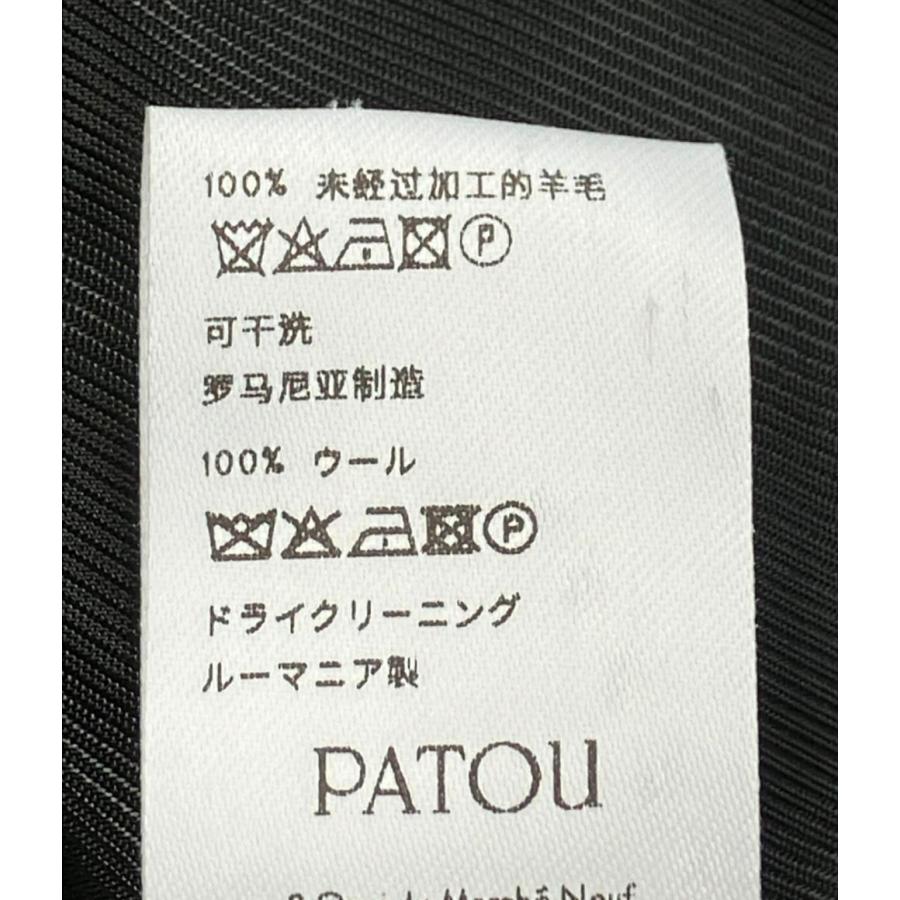 100% 未经过加工的羊毛
P
可干洗
罗马尼亚制造
100% ウール
P
ドライクリーニング
ルーマニア製
PATOU